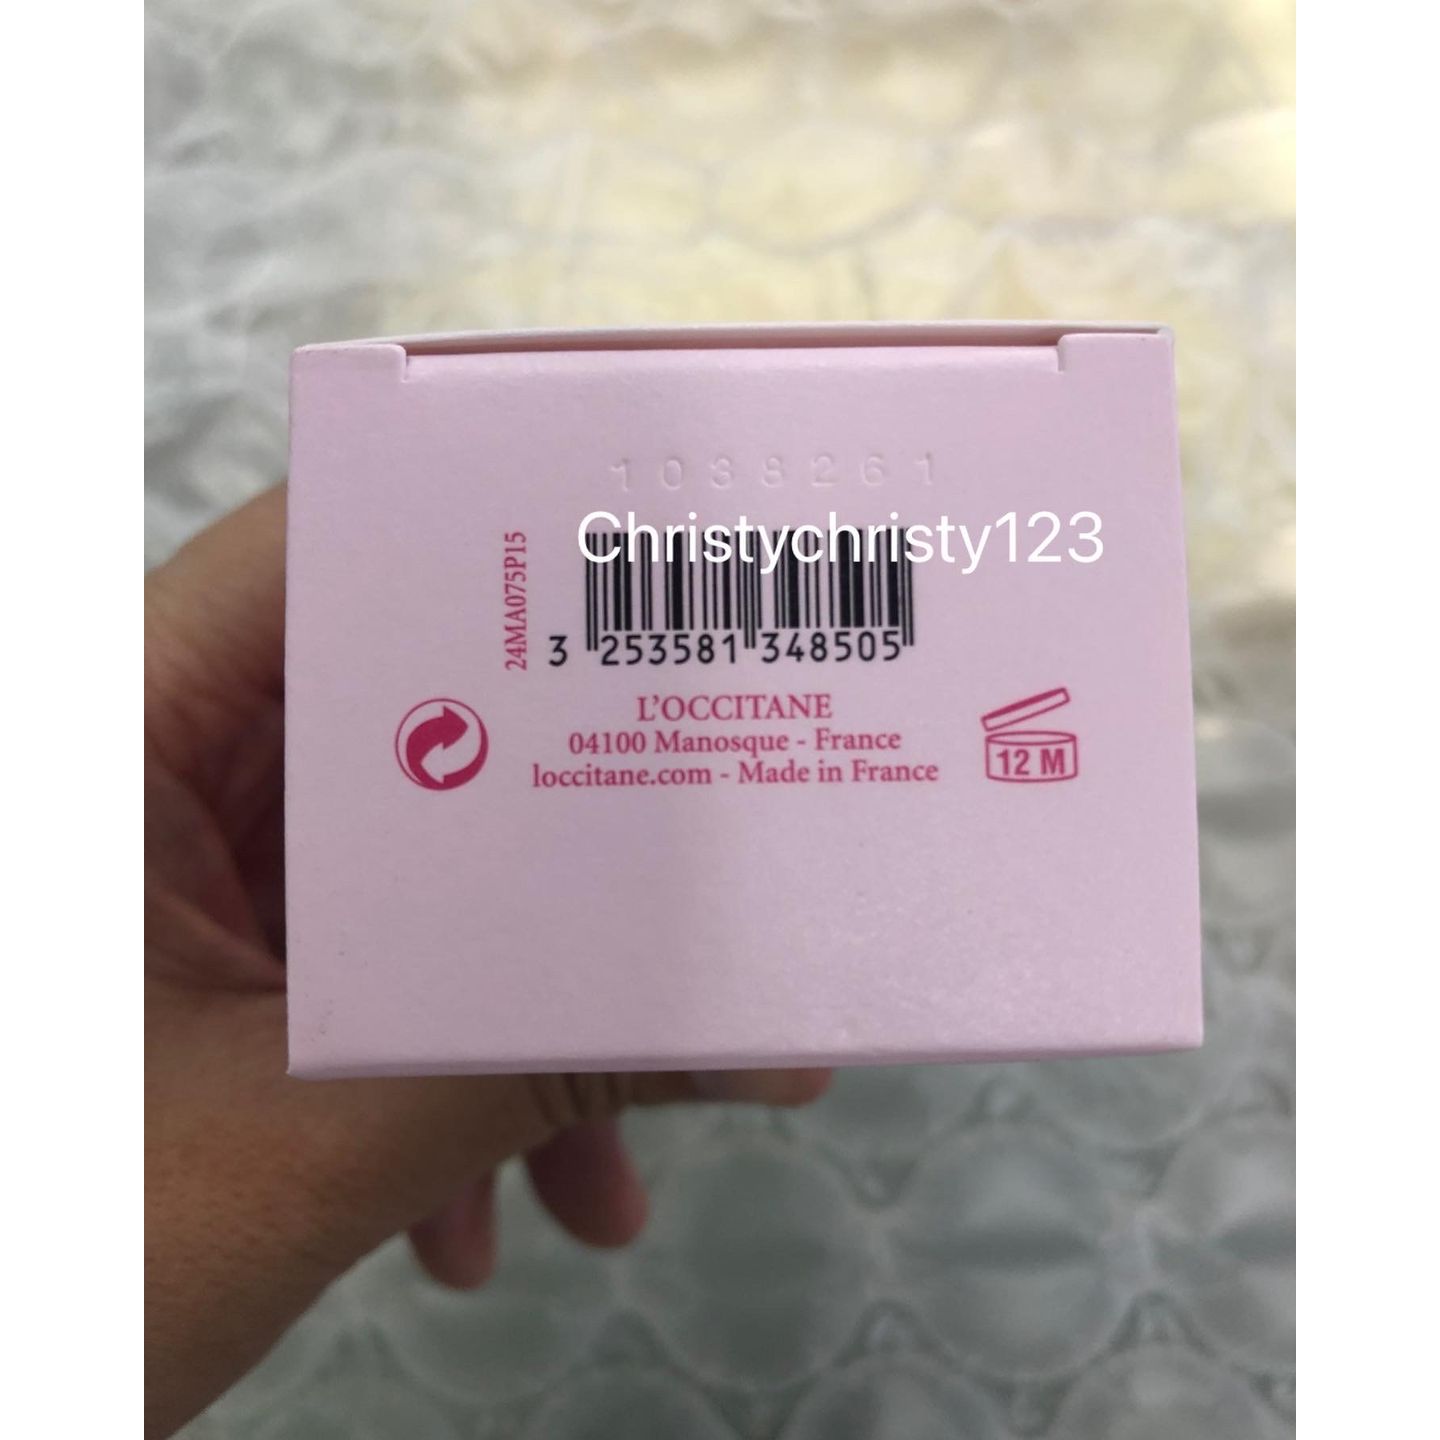 1038261
Christychristy123
24MA075P15
3 253581 348505
L'OCCITANE
04100 Manosque - France
loccitane.com - Made in France
12 M